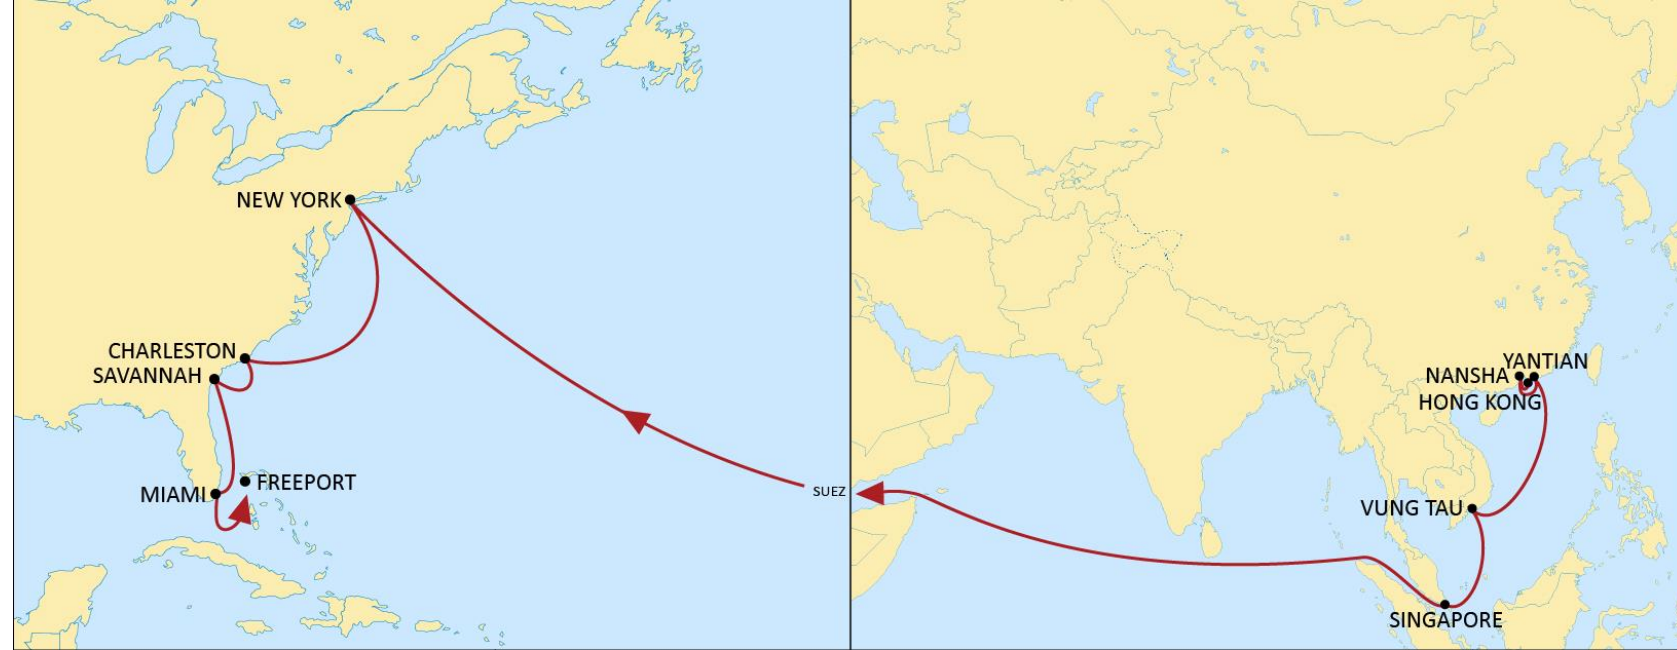 NEW YORK
CHARLESTON
SAVANNAH
FREEPORT
MIAMI
SUEZ
YANTIAN
NANSHA
HONG KONG
VUNG TAU
SINGAPORE